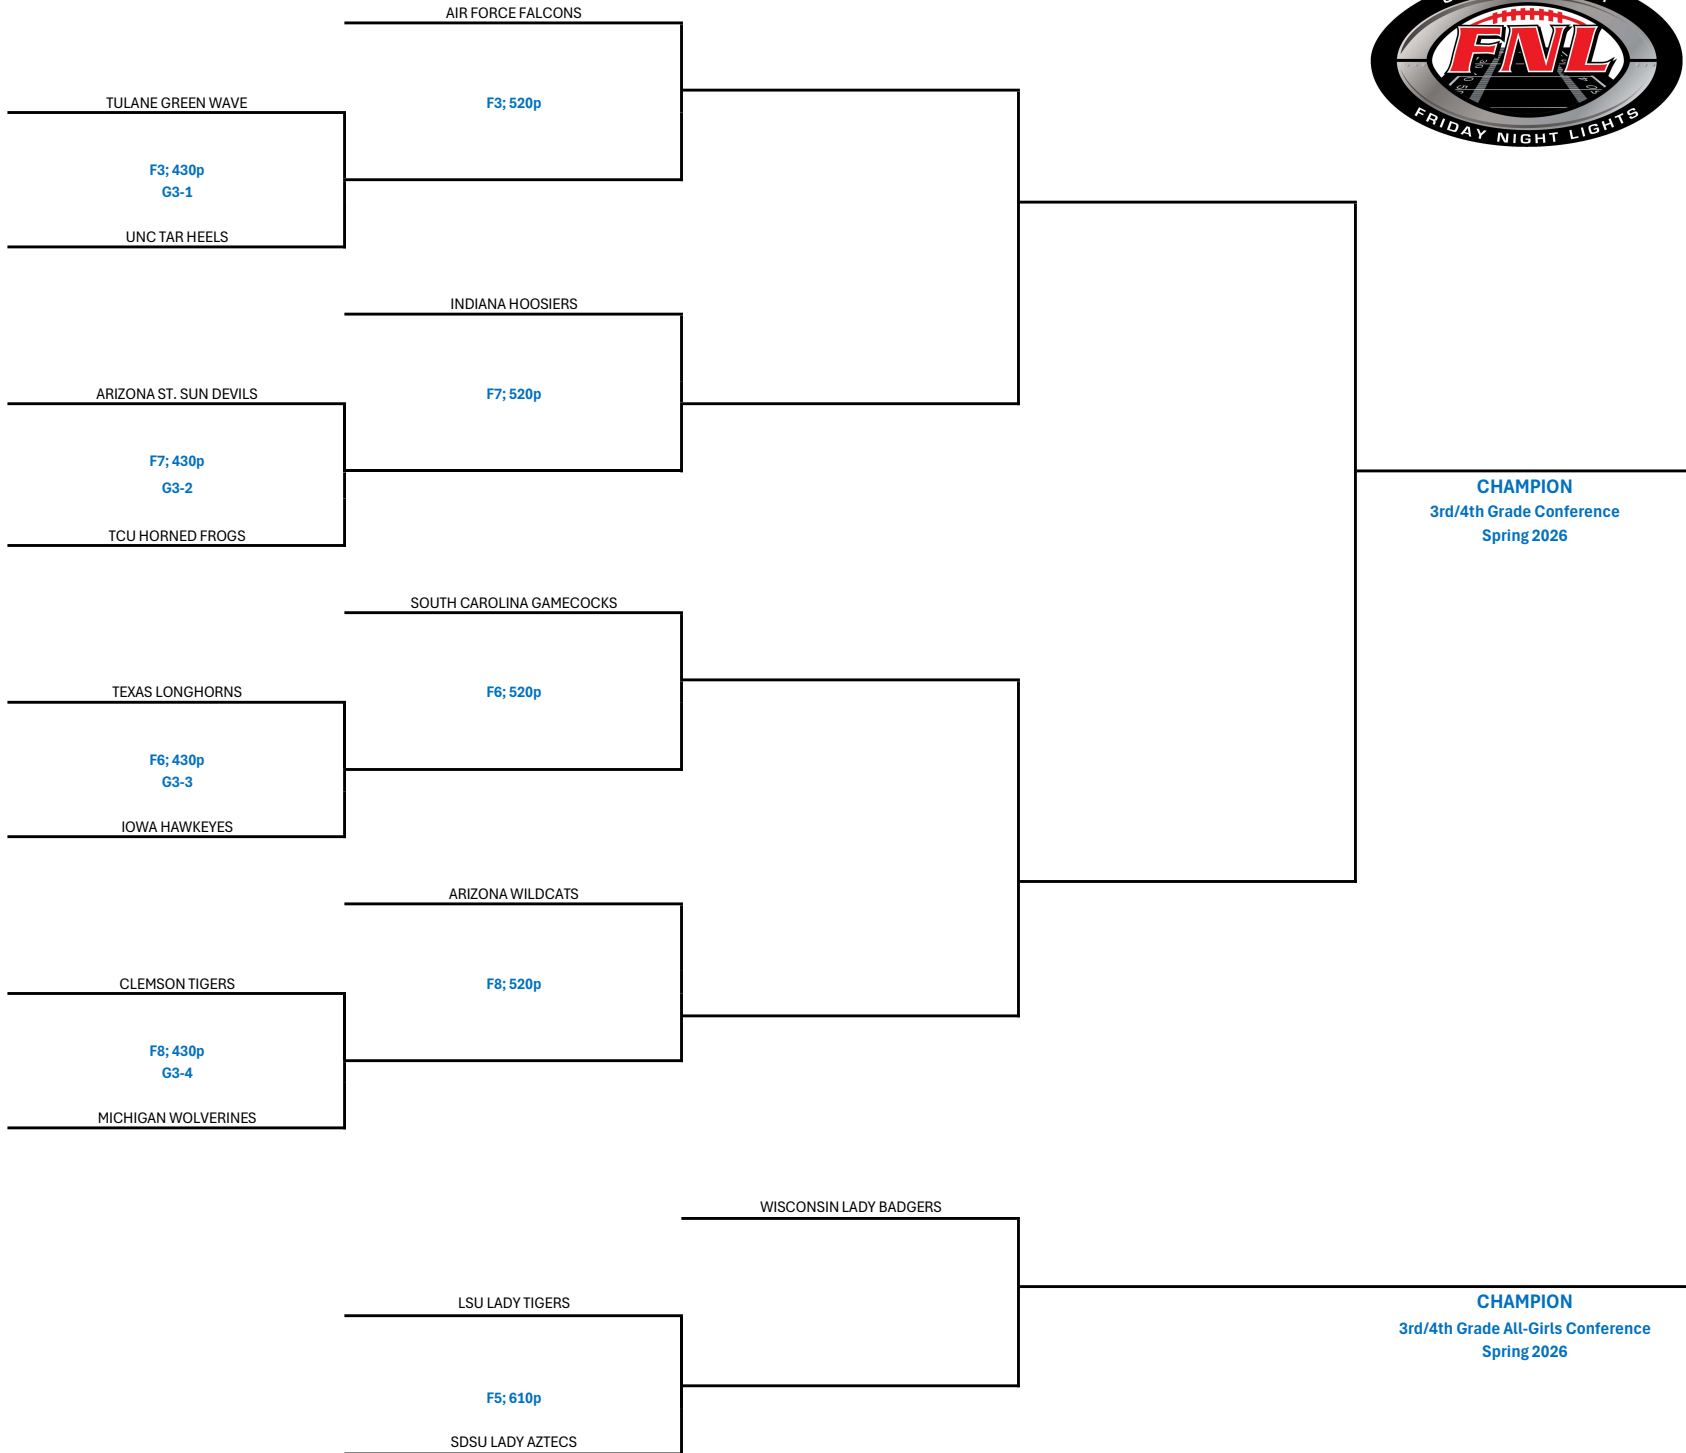 AIR FORCE FALCONS
FNL
FRIDAY NIGHT LIGHTS
TULANE GREEN WAVE
F3; 520p
F3; 430p
G3-1
UNC TAR HEELS
INDIANA HOOSIERS
ARIZONA ST. SUN DEVILS
F7; 520p
F7; 430p
G3-2
CHAMPION
3rd/4th Grade Conference
Spring 2026
TCU HORNED FROGS
SOUTH CAROLINA GAMECOCKS
TEXAS LONGHORNS
F6; 520p
F6; 430p
G3-3
IOWA HAWKEYES
ARIZONA WILDCATS
CLEMSON TIGERS
F8; 520p
F8; 430p
G3-4
MICHIGAN WOLVERINES
WISCONSIN LADY BADGERS
LSU LADY TIGERS
CHAMPION
3rd/4th Grade All-Girls Conference
Spring 2026
F5; 610p
SDSU LADY AZTECS